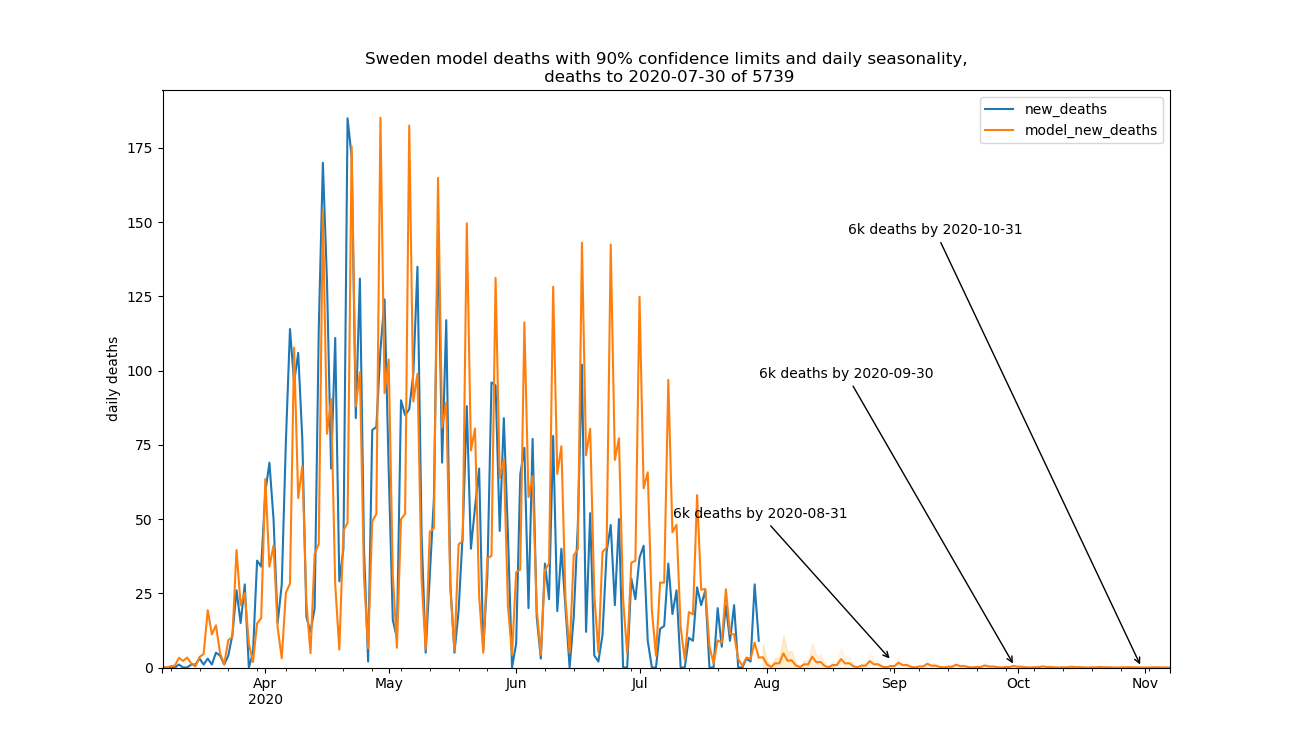 Sweden model deaths with 90% confidence limits and daily seasonality,
deaths to 2020-07-30 of 5739
new_deaths
model_new_deaths
daily deaths
175
150
125
100
75
50
25
0
6k deaths by 2020-10-31
6k deaths by 2020-09-30
6k deaths by 2020-08-31
Apr May Jun Jul Aug Sep Oct Nov
2020